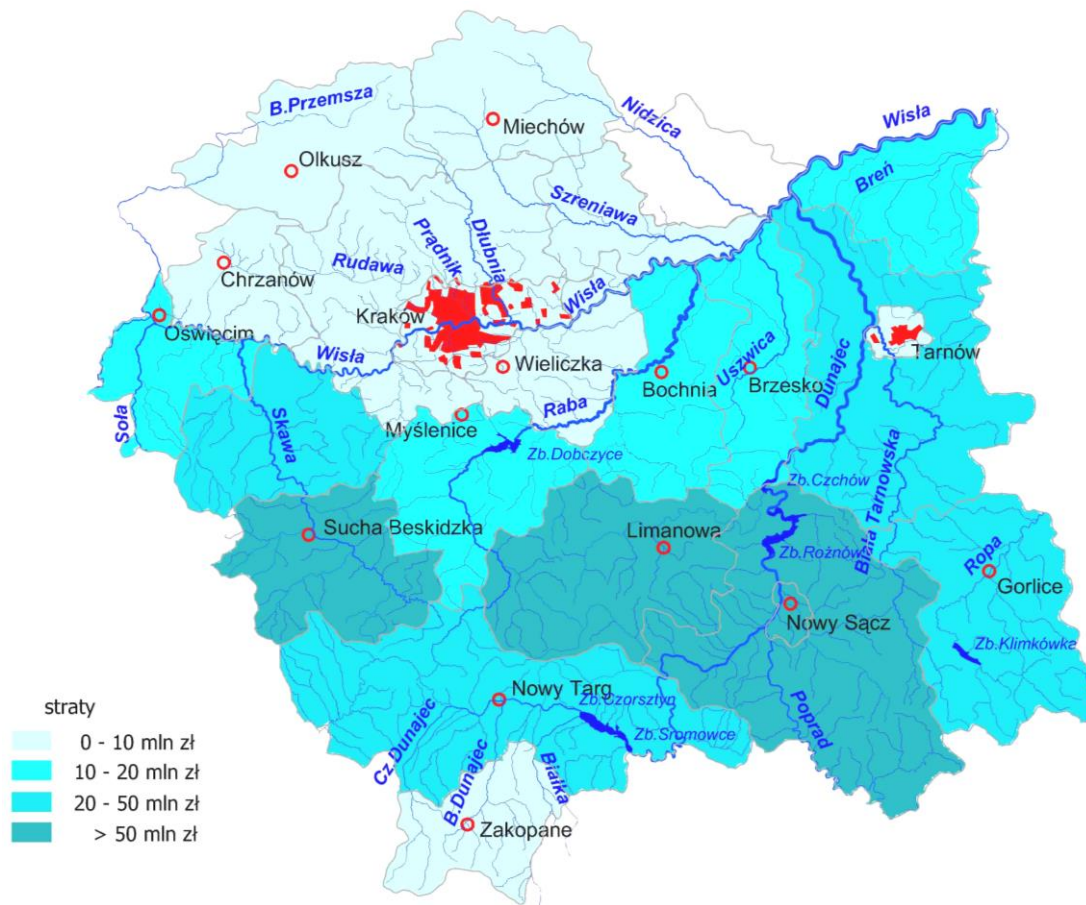 B.Przemsza
Miechów
Nidzica
Wisła
Olkusz
Breń
Szreniawa
Prądnik
Dłubnia
Rudawa
Chrzanów
Kraków
Wisła
Oświęcim
Wisła
Wieliczka
Tarnów
Bochnia
Uszwica
Brzesko
Dunajec
Soła
Skawa
Myślenice
Raba
Zb.Dobczyce
Zb.Czchów
Biała Tarnowska
Sucha Beskidzka
Limanowa
Zb.Rożnów
Ropa
Gorlice
Nowy Sącz
Zb.Klimkówka
Nowy Targ
Zb.Czorsztyn
Zb.Sromowce
Poprad
Cz.Dunajec
B.Dunajec
Białka
Zakopane
straty
0 - 10 mln zł
10 - 20 mln zł
20 - 50 mln zł
> 50 mln zł